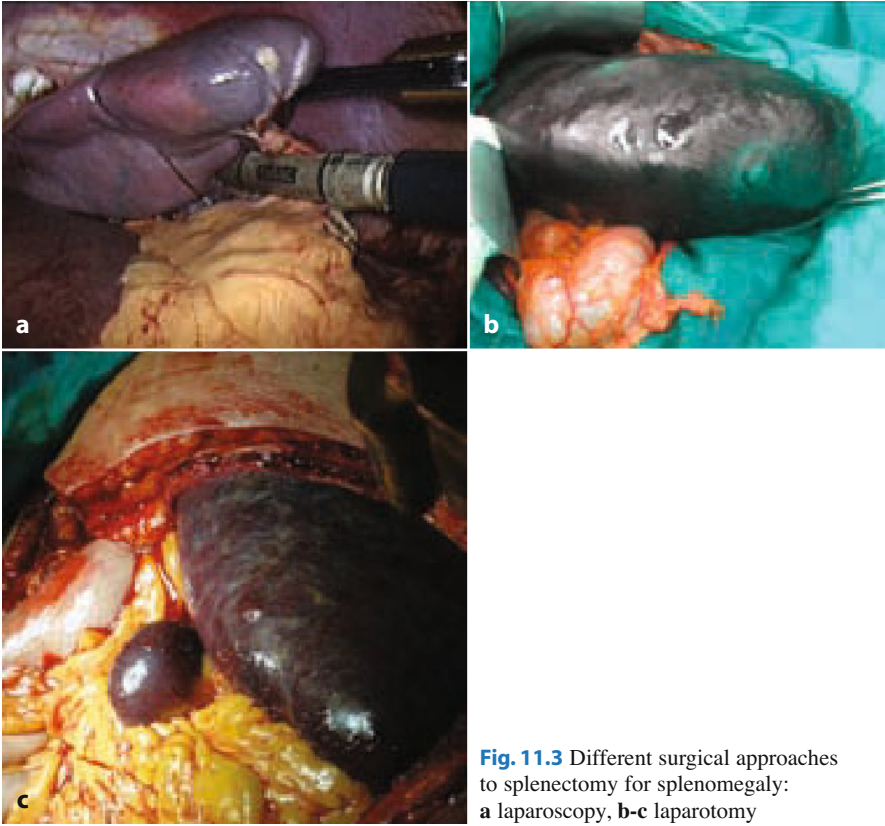 a
b
c
Fig. 11.3 Different surgical approaches
to splenectomy for splenomegaly:
a laparoscopy, b-c laparotomy